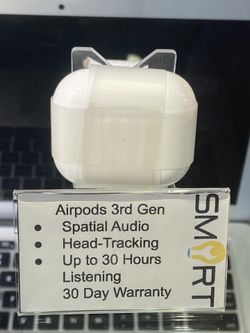 Airpods 3rd Gen
• Spatial Audio
• Head-Tracking
• Up to 30 Hours
Listening
30 Day Warranty
SMART